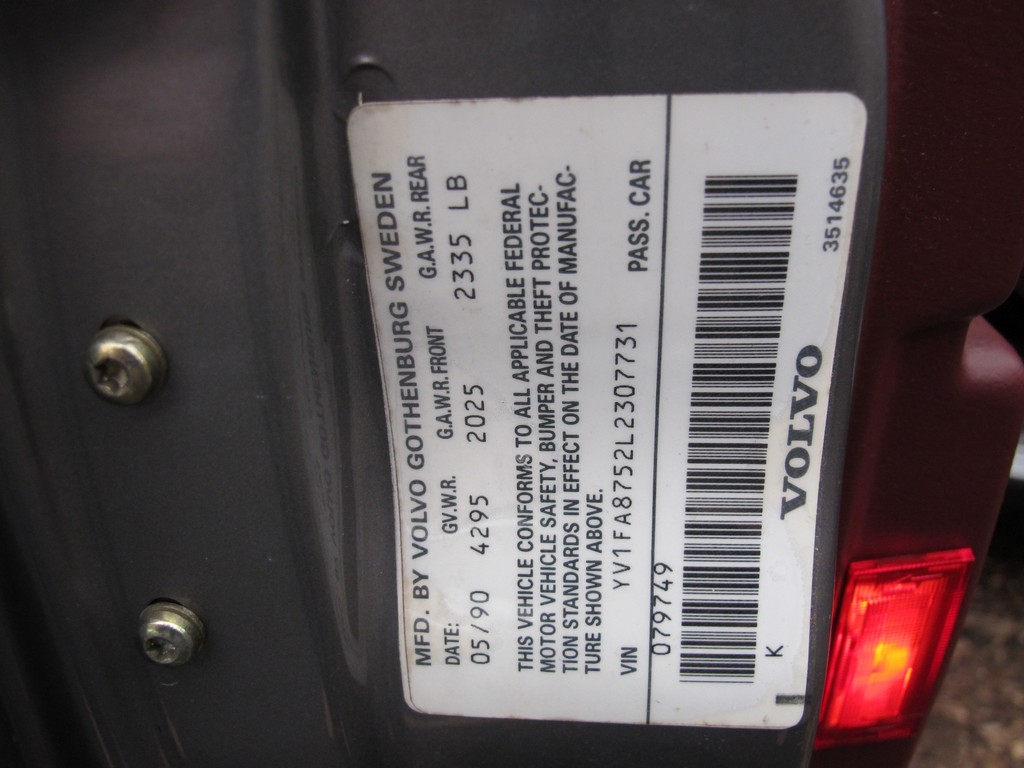 MFD. BY VOLVO GOTHENBURG SWEDEN
DATE: GV.W.R. G.A.W.R. FRONT G.A.W.R. REAR
05/90 4295 2025 2335 LB
THIS VEHICLE CONFORMS TO ALL APPLICABLE FEDERAL
MOTOR VEHICLE SAFETY, BUMPER AND THEFT PROTEC-
TION STANDARDS IN EFFECT ON THE DATE OF MANUFAC-
TURE SHOWN ABOVE.
VIN YV1FA8752L2307731 PASS. CAR
079749
K VOLVO 3514635